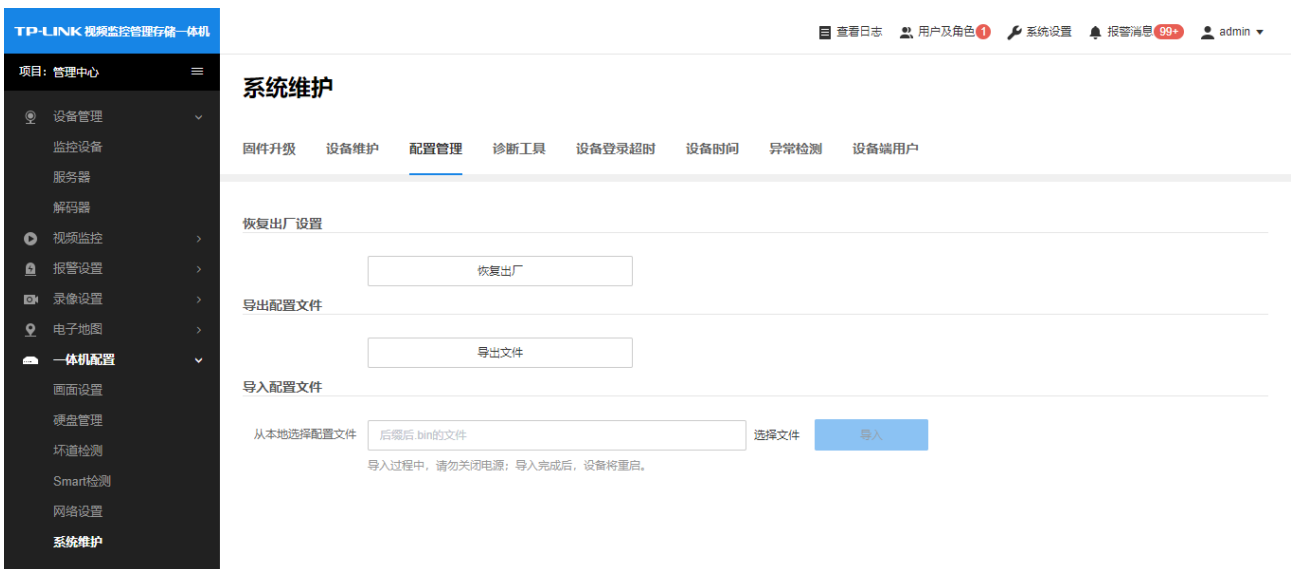 TP-LINK 视频监控管理存储一体机
查看日志 用户及角色 1 系统设置 报警消息 99+ admin
项目：管理中心
设备管理
监控设备
服务器
解码器
视频监控
报警设置
录像设置
电子地图
一体机配置
画面设置
硬盘管理
坏道检测
Smart检测
网络设置
系统维护
系统维护
固件升级 设备维护 配置管理 诊断工具 设备登录超时 设备时间 异常检测 设备端用户
恢复出厂设置
恢复出厂
导出配置文件
导出文件
导入配置文件
从本地选择配置文件 后缀后.bin的文件 选择文件 导入
导入过程中，请勿关闭电源；导入完成后，设备将重启。